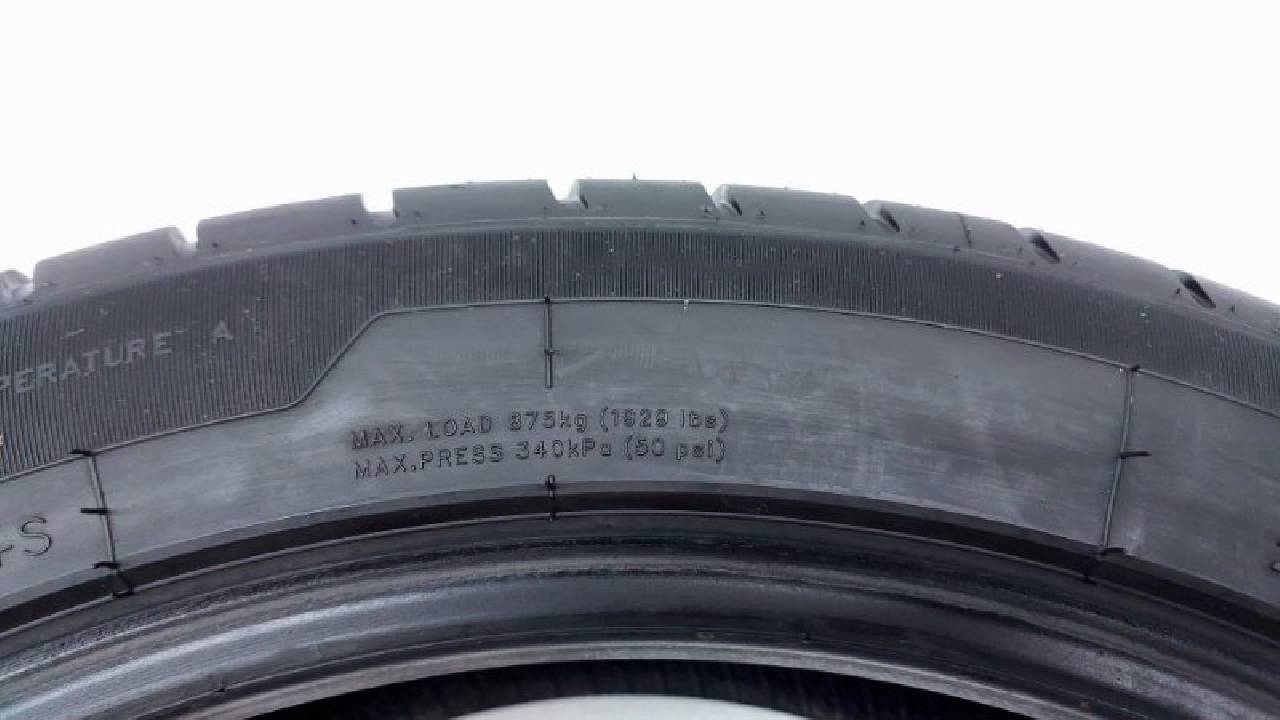 PERATURE A
MAX. LOAD 875kg (1929 lbs)
MAX.PRESS 340kPa (50 psi)
+S